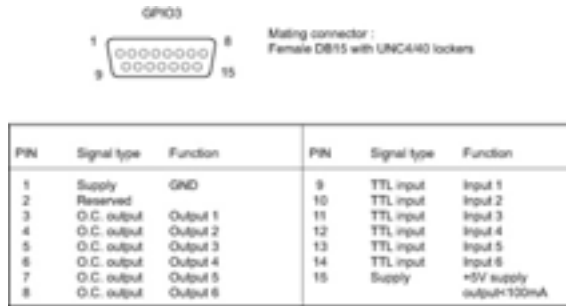 GPIO3
1 8
9 15
Mating connector :
Female DB15 with UNC4/40 lockers
PIN Signal type Function PIN Signal type Function
1 Supply GND 9 TTL input Input 1
2 Reserved 10 TTL input Input 2
3 O.C. output Output 1 11 TTL input Input 3
4 O.C. output Output 2 12 TTL input Input 4
5 O.C. output Output 3 13 TTL input Input 5
6 O.C. output Output 4 14 TTL input Input 6
7 O.C. output Output 5 15 Supply +5V supply
8 O.C. output Output 6 output<100mA